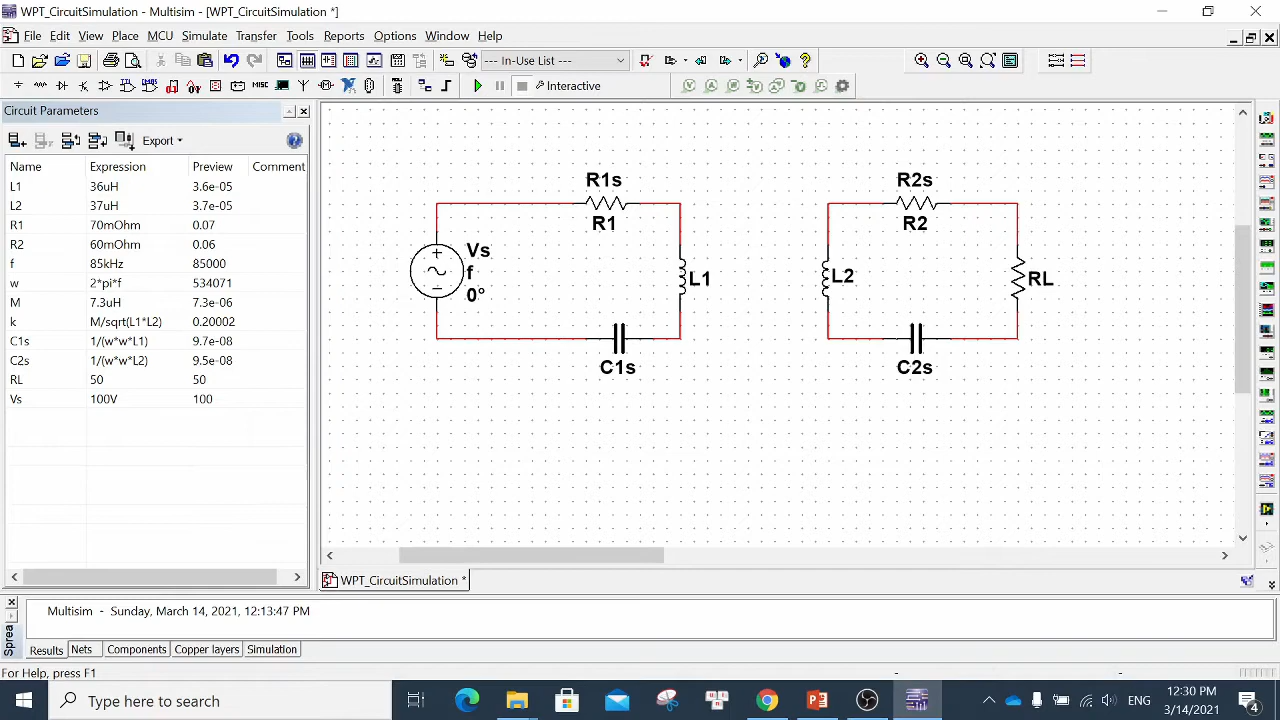 WPT_CircuitSimulation - Multisim - [WPT_CircuitSimulation *]
File Edit View Place MCU Simulate Transfer Tools Reports Options Window Help
--- In-Use List ---
MISC Interactive
Circuit Parameters
Export
Name Expression Preview Comment
L1 36uH 3.6e-05
L2 37uH 3.7e-05
R1 70mOhm 0.07
R2 60mOhm 0.06
f 85kHz 85000
w 2*pi*f 534071
M 7.3uH 7.3e-06
k M/sqrt(L1*L2) 0.20002
C1s 1/(w*w*L1) 9.7e-08
C2s 1/(w*w*L2) 9.5e-08
RL 50 50
Vs 100V 100
R1s
R1
Vs
f
0°
L1
C1s
R2s
R2
L2
RL
C2s
WPT_CircuitSimulation *
Multisim - Sunday, March 14, 2021, 12:13:47 PM
Sprea
Results Nets Components Copper layers Simulation
For Help, press F1
Type here to search
ENG
12:30 PM
3/14/2021
4